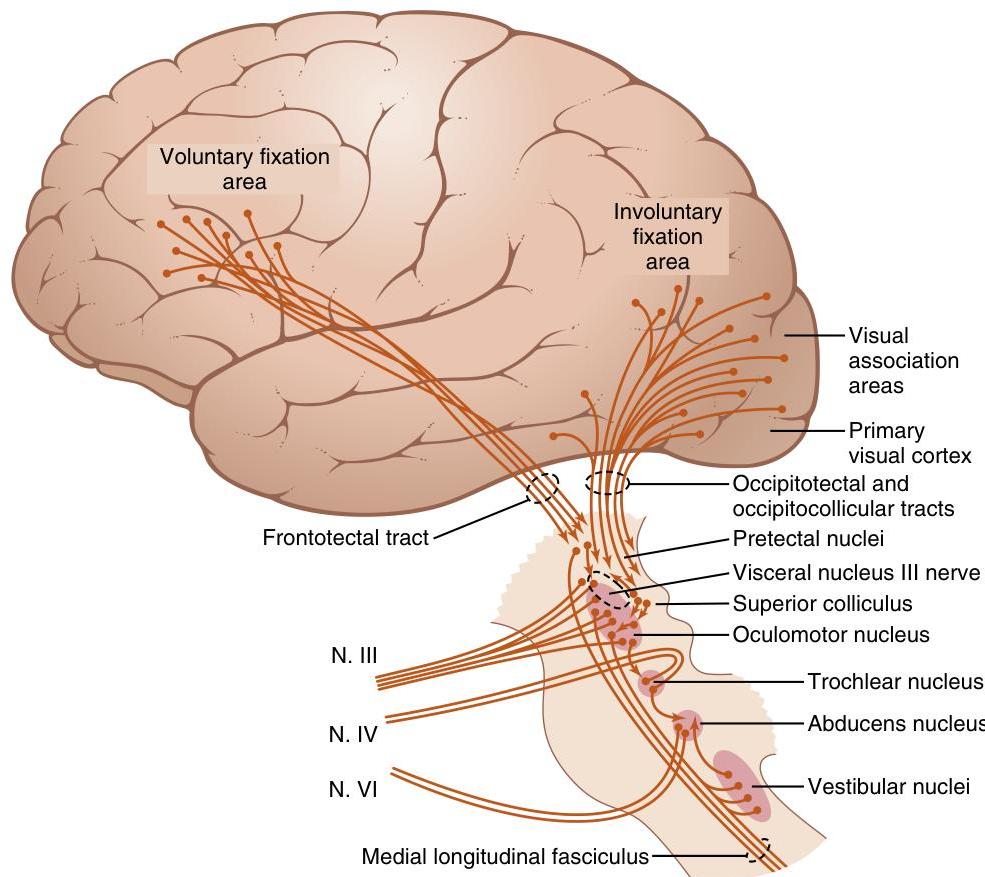 Voluntary fixation
area
Involuntary
fixation
area
Visual
association
areas
Primary
visual cortex
Occipitotectal and
occipitocollicular tracts
Frontotectal tract
Pretectal nuclei
Visceral nucleus III nerve
Superior colliculus
Oculomotor nucleus
N. III
Trochlear nucleus
Abducens nucleus
N. IV
Vestibular nuclei
N. VI
Medial longitudinal fasciculus